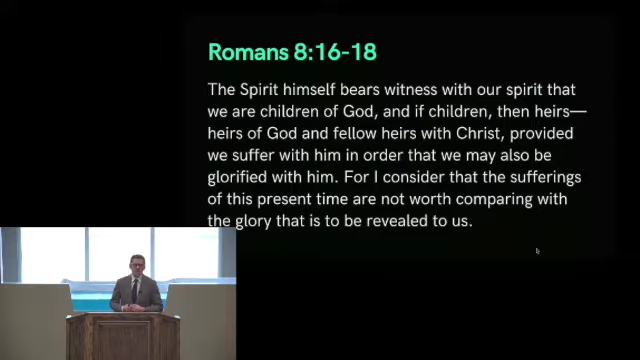 Romans 8:16-18
The Spirit himself bears witness with our spirit that
we are children of God, and if children, then heirs—
heirs of God and fellow heirs with Christ, provided
we suffer with him in order that we may also be
glorified with him. For I consider that the sufferings
of this present time are not worth comparing with
the glory that is to be revealed to us.